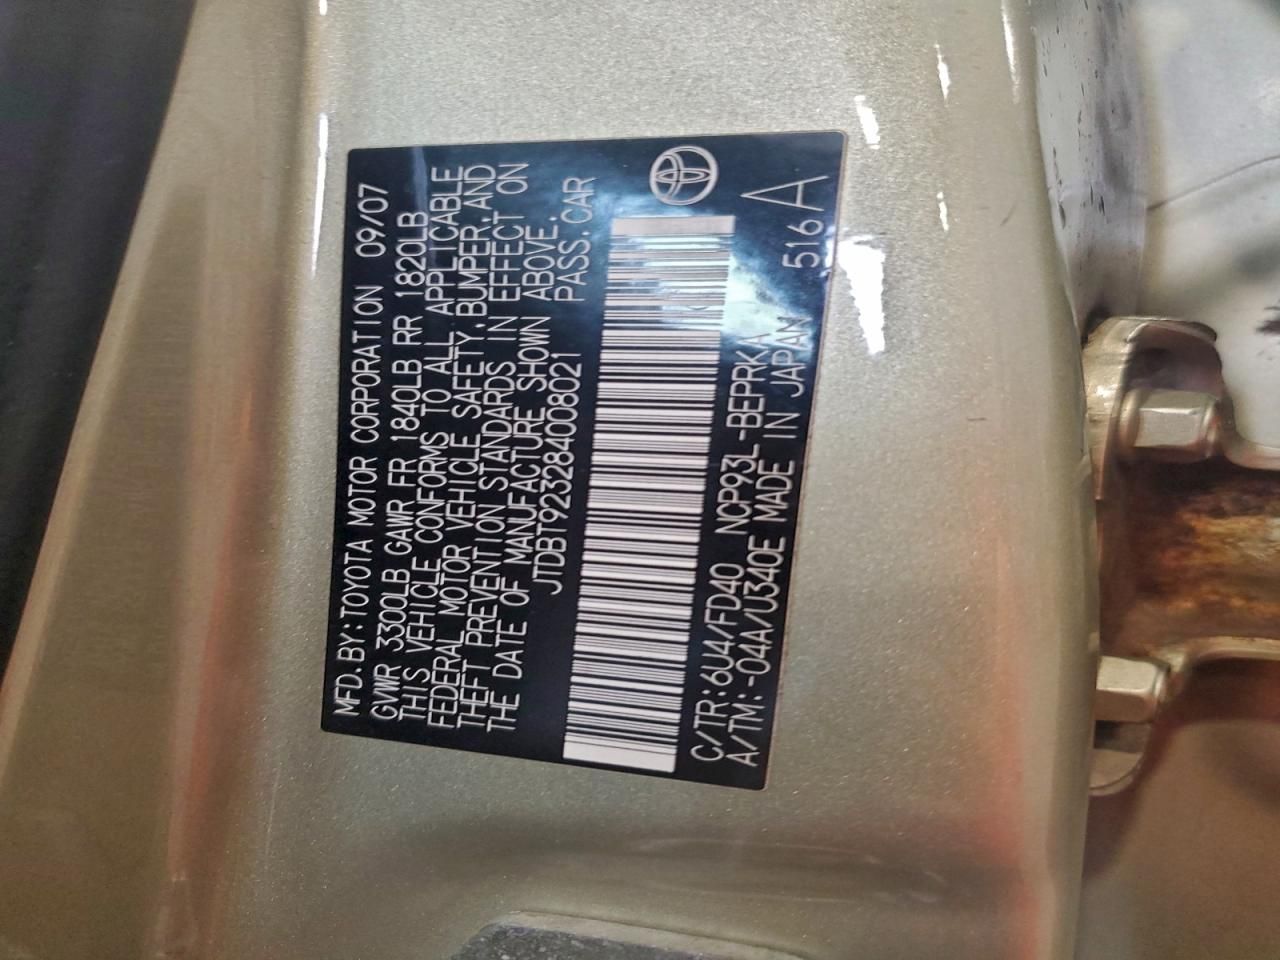 MFD.BY:TOYOTA MOTOR CORPORATION 09/07
GVWR 3300LB GAWR FR 1840LB RR 1820LB
THIS VEHICLE CONFORMS TO ALL APPLICABLE
FEDERAL MOTOR VEHICLE SAFETY,BUMPER,AND
THEFT PREVENTION STANDARDS IN EFFECT ON
THE DATE OF MANUFACTURE SHOWN ABOVE.
JTDBT923284008021 PASS.CAR
C/TR:6U4/FD40 NCP93L-BEPRKA
A/TM:-04A/U340E MADE IN JAPAN 516A